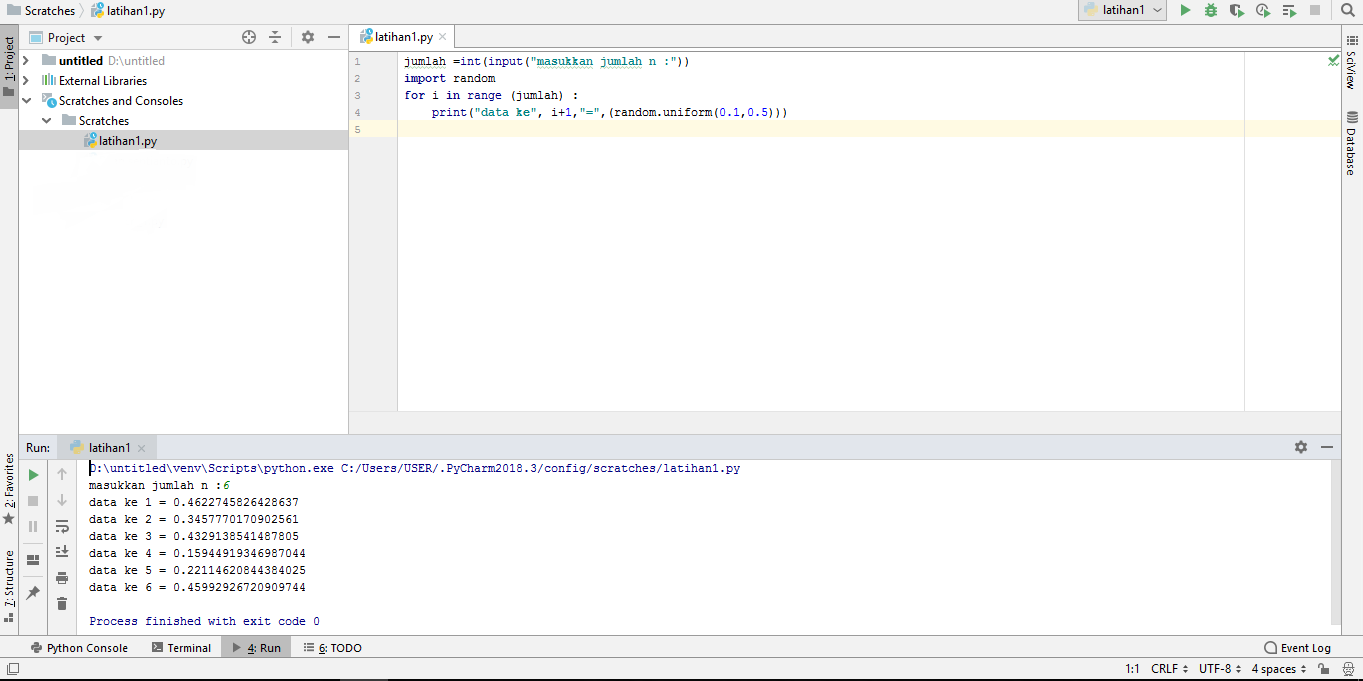 Scratches latihan1.py latihan1
Project latihan1.py
1: Project
untitled D:\untitled
External Libraries
Scratches and Consoles
Scratches
latihan1.py
1 jumlah =int(input("masukkan jumlah n :"))
2 import random
3 for i in range (jumlah) :
4 print("data ke", i+1,"=",(random.uniform(0.1,0.5)))
5
SciView
Database
Run: latihan1
2: Favorites
7: Structure
D:\untitled\venv\Scripts\python.exe C:/Users/USER/.PyCharm2018.3/config/scratches/latihan1.py
masukkan jumlah n :6
data ke 1 = 0.4622745826428637
data ke 2 = 0.3457770170902561
data ke 3 = 0.4329138541487805
data ke 4 = 0.15944919346987044
data ke 5 = 0.22114620844384025
data ke 6 = 0.45992926720909744
Process finished with exit code 0
Python Console Terminal 4: Run 6: TODO Event Log
1:1 CRLF UTF-8 4 spaces